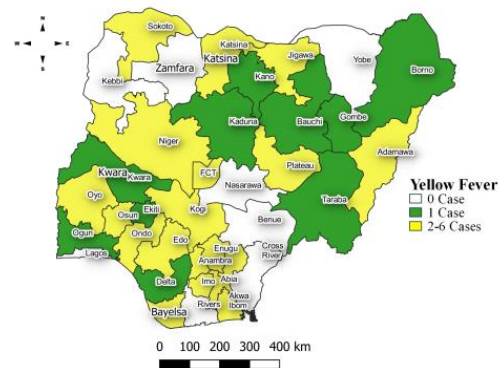 N
W E
S
Sokoto
Katsina
Katsina
Jigawa
Yobe
Borno
Zamfara
Kebbi
Kano
Kaduna
Bauchi
Gombe
Adamawa
Niger
Plateau
FCT
Nasarawa
Taraba
Kwara
Kwara
Oyo
Kogi
Benue
Osun
Ekiti
Ogun
Ondo
Edo
Lagos
Enugu
Anambra
Cross
River
Delta
Imo
Abia
Akwa
Ibom
Rivers
Bayelsa
Yellow Fever
0 Case
1 Case
2-6 Cases
0 100 200 300 400 km